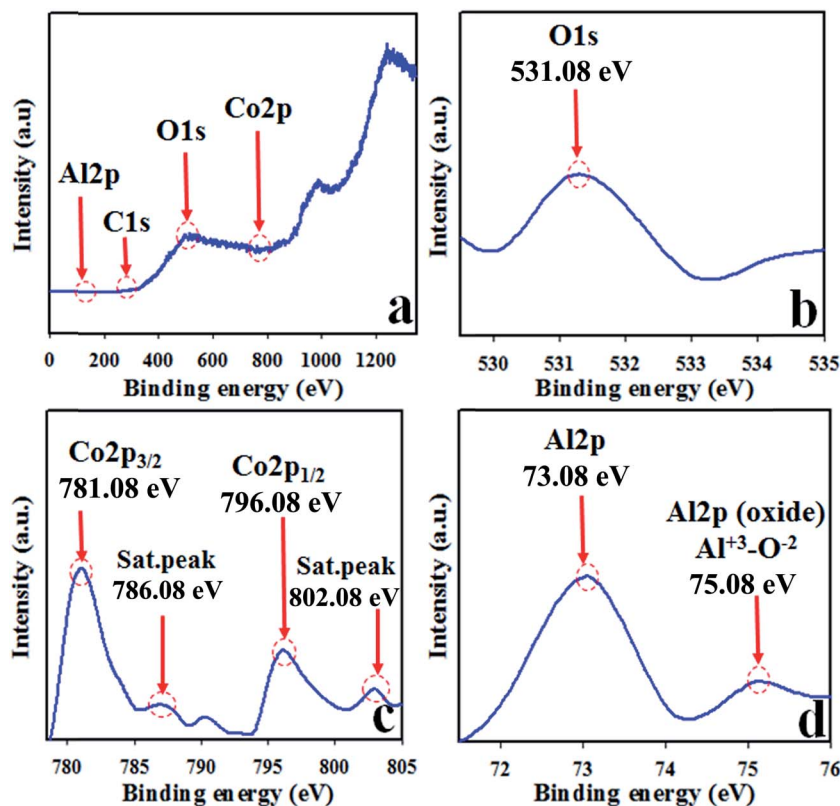 Intensity (a.u)
Al2p
C1s
O1s
Co2p
a
0 200 400 600 800 1000 1200
Binding energy (eV)
Intensity (a.u.)
O1s
531.08 eV
b
530 531 532 533 534 535
Binding energy (eV)
Intensity (a.u.)
Co2p3/2
781.08 eV
Sat.peak
786.08 eV
Co2p1/2
796.08 eV
Sat.peak
802.08 eV
c
780 785 790 795 800 805
Binding energy (eV)
Intensity (a.u.)
Al2p
73.08 eV
Al2p (oxide)
Al+3-O-2
75.08 eV
d
72 73 74 75 76
Binding energy (eV)